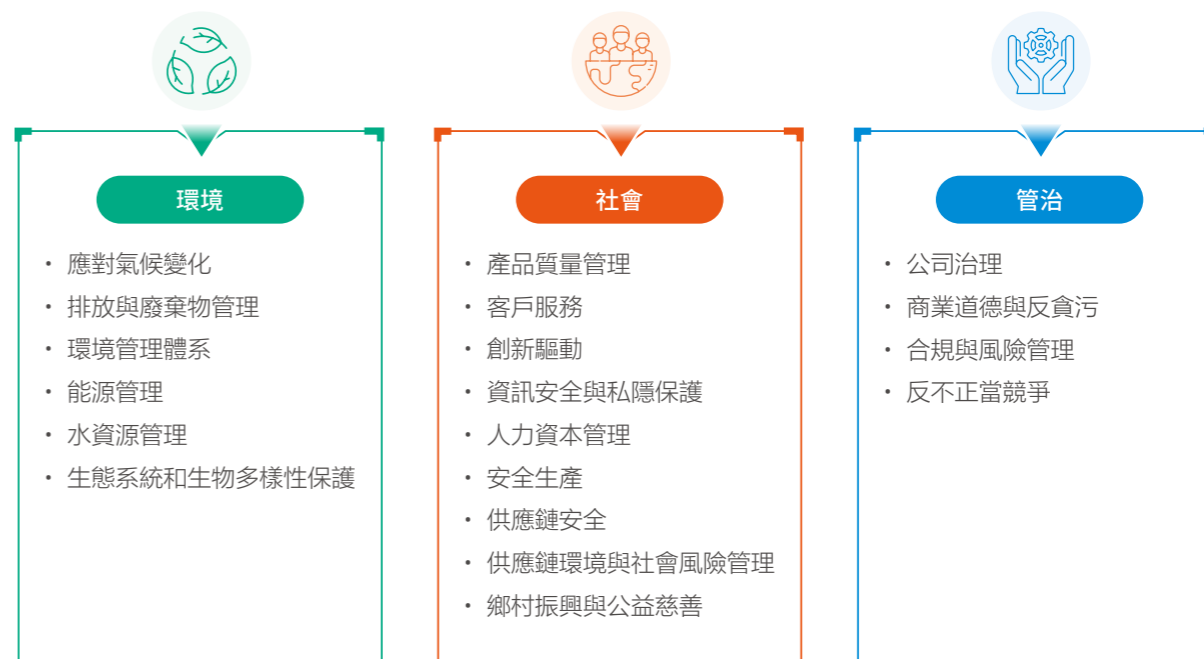 環境
• 應對氣候變化
• 排放與廢棄物管理
• 環境管理體系
• 能源管理
• 水資源管理
• 生態系統和生物多樣性保護
社會
• 產品質量管理
• 客戶服務
• 創新驅動
• 資訊安全與私隱保護
• 人力資本管理
• 安全生產
• 供應鏈安全
• 供應鏈環境與社會風險管理
• 鄉村振興與公益慈善
管治
• 公司治理
• 商業道德與反貪污
• 合規與風險管理
• 反不正當競爭